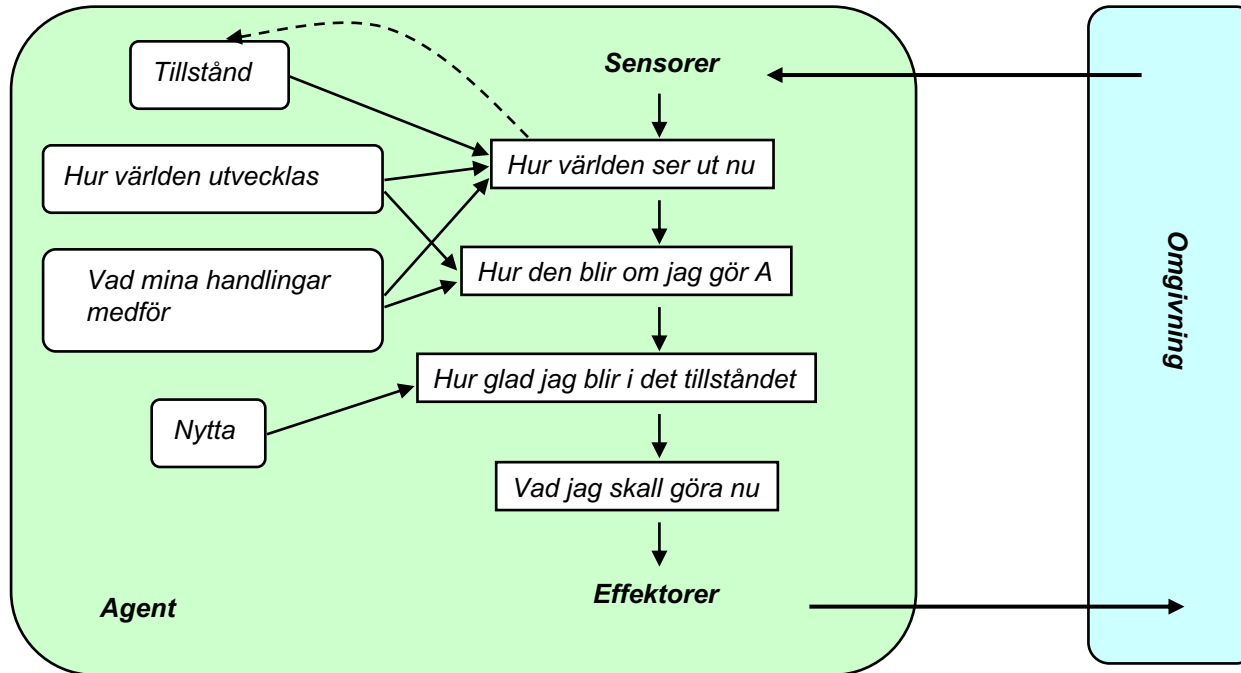 Tillstånd
Sensorer
Hur världen ser ut nu
Hur världen utvecklas
Hur den blir om jag gör A
Vad mina handlingar
medför
Hur glad jag blir i det tillståndet
Nytta
Vad jag skall göra nu
Effektorer
Agent
Omgivning